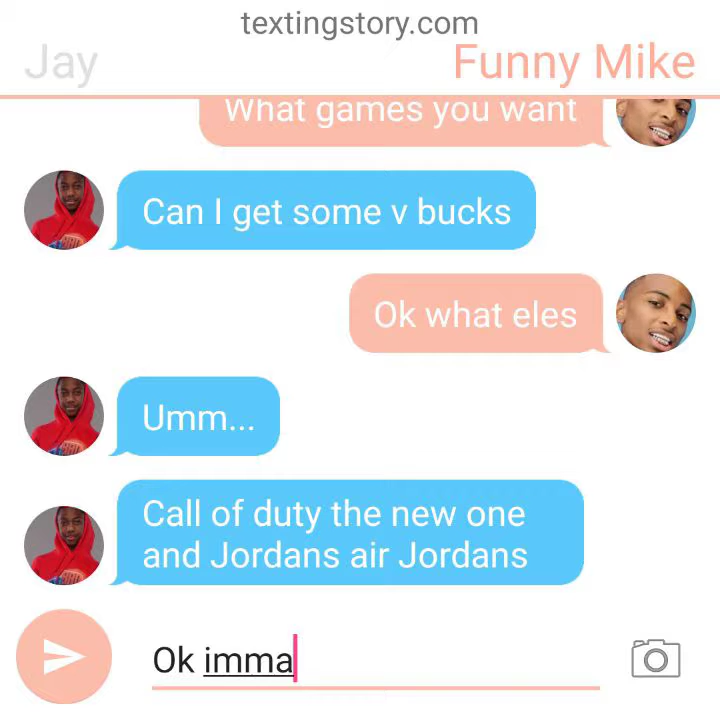 textingstory.com
Jay
Funny Mike
What games you want
Can I get some v bucks
Ok what eles
Umm...
Call of duty the new one
and Jordans air Jordans
Ok imma